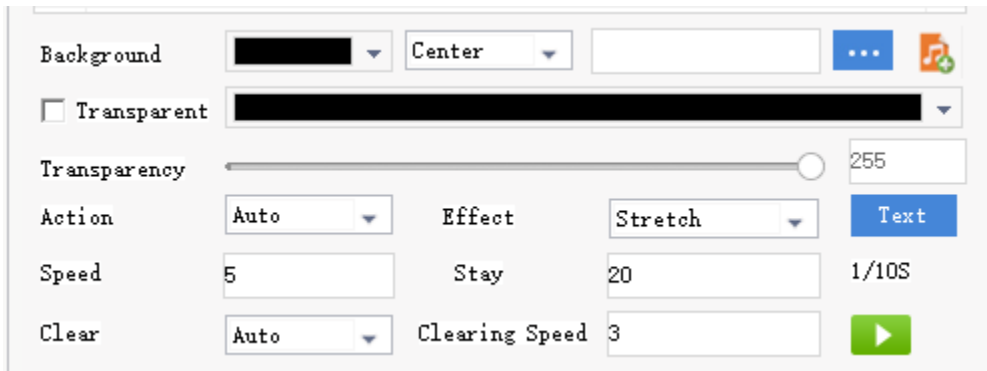 Background Center ...
Transparent
Transparency 255
Action Auto Effect Stretch Text
Speed 5 Stay 20 1/10S
Clear Auto Clearing Speed 3